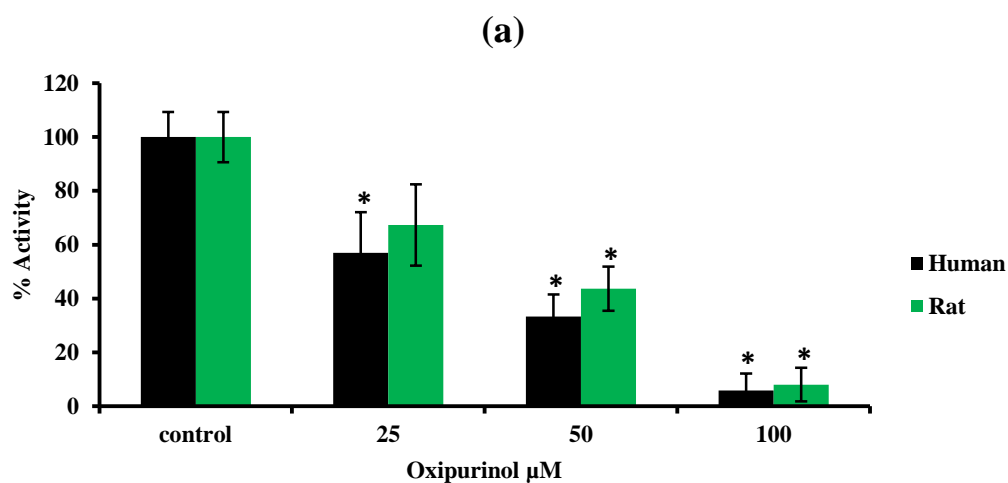 (a)
120
100
80
60
40
20
0
% Activity
*
*
*
*
*
control 25 50 100
Oxipurinol µM
Human
Rat